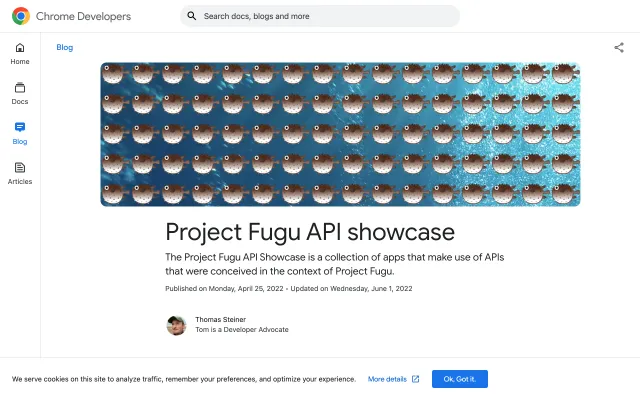 Chrome Developers
Search docs, blogs and more
Home
Docs
Blog
Articles
Blog
Project Fugu API showcase
The Project Fugu API Showcase is a collection of apps that make use of APIs
that were conceived in the context of Project Fugu.
Published on Monday, April 25, 2022 • Updated on Wednesday, June 1, 2022
Thomas Steiner
Tom is a Developer Advocate
We serve cookies on this site to analyze traffic, remember your preferences, and optimize your experience.
More details
Ok, Got it.